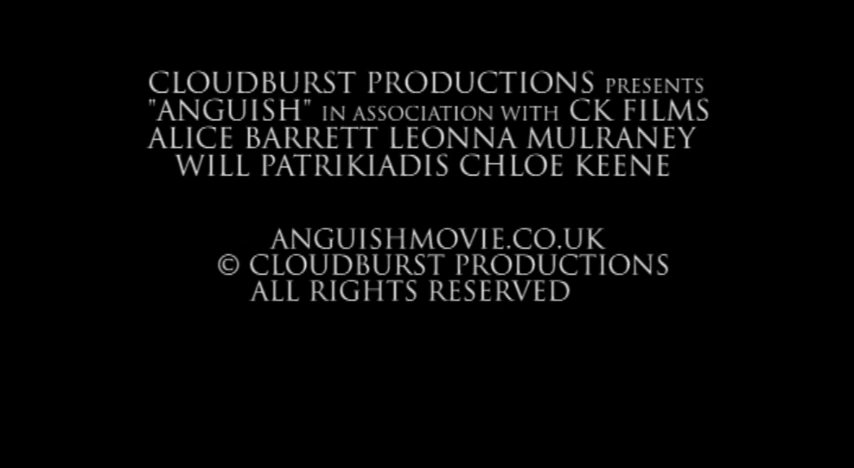 CLOUDBURST PRODUCTIONS PRESENTS
"ANGUISH" IN ASSOCIATION WITH CK FILMS
ALICE BARRETT LEONNA MULRANEY
WILL PATRIKIADIS CHLOE KEENE
ANGUISHMOVIE.CO.UK
© CLOUDBURST PRODUCTIONS
ALL RIGHTS RESERVED